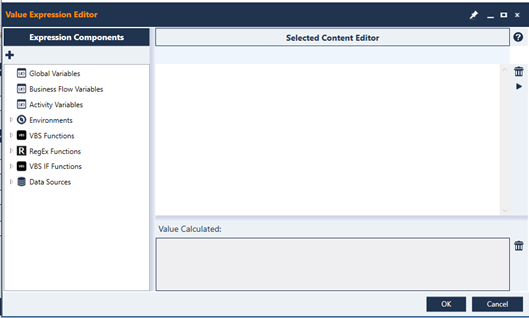 Value Expression Editor
Expression Components
Selected Content Editor
Global Variables
Business Flow Variables
Activity Variables
Environments
VBS Functions
R RegEx Functions
VBS IF Functions
Data Sources
Value Calculated:
OK
Cancel